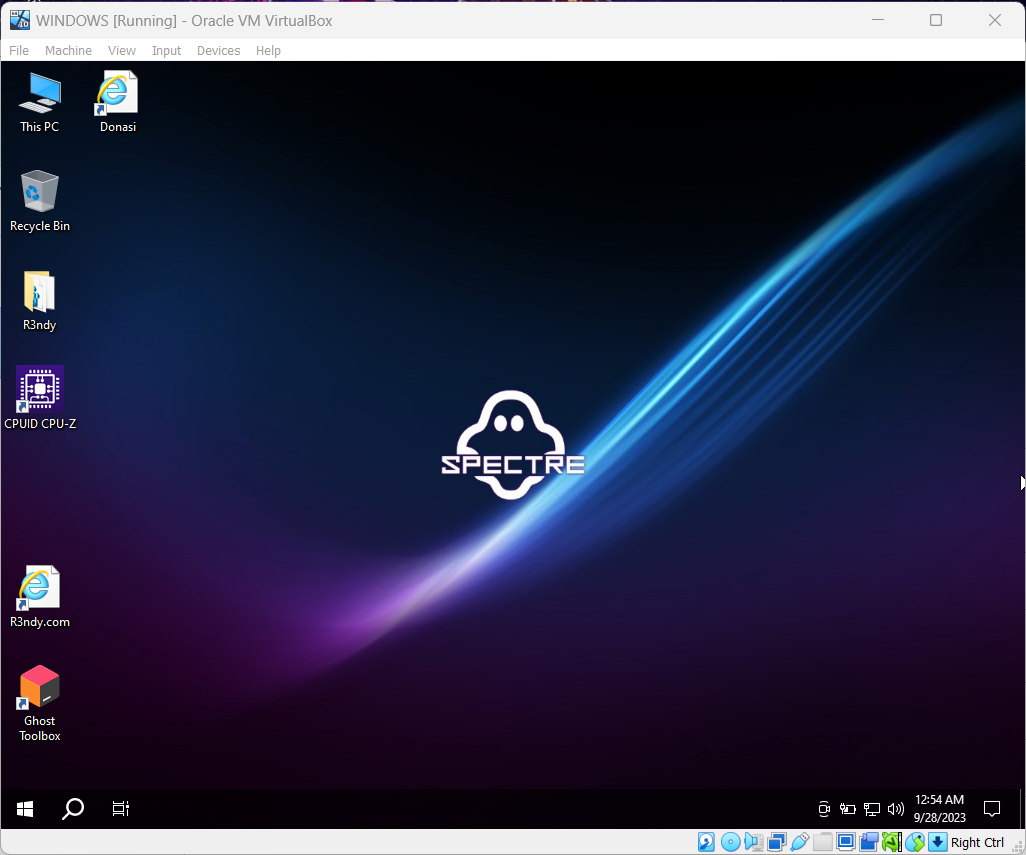 WINDOWS [Running] - Oracle VM VirtualBox
File Machine View Input Devices Help
This PC
Donasi
Recycle Bin
R3ndy
CPUID CPU-Z
SPECTRE
R3ndy.com
Ghost
Toolbox
12:54 AM
9/28/2023
Right Ctrl